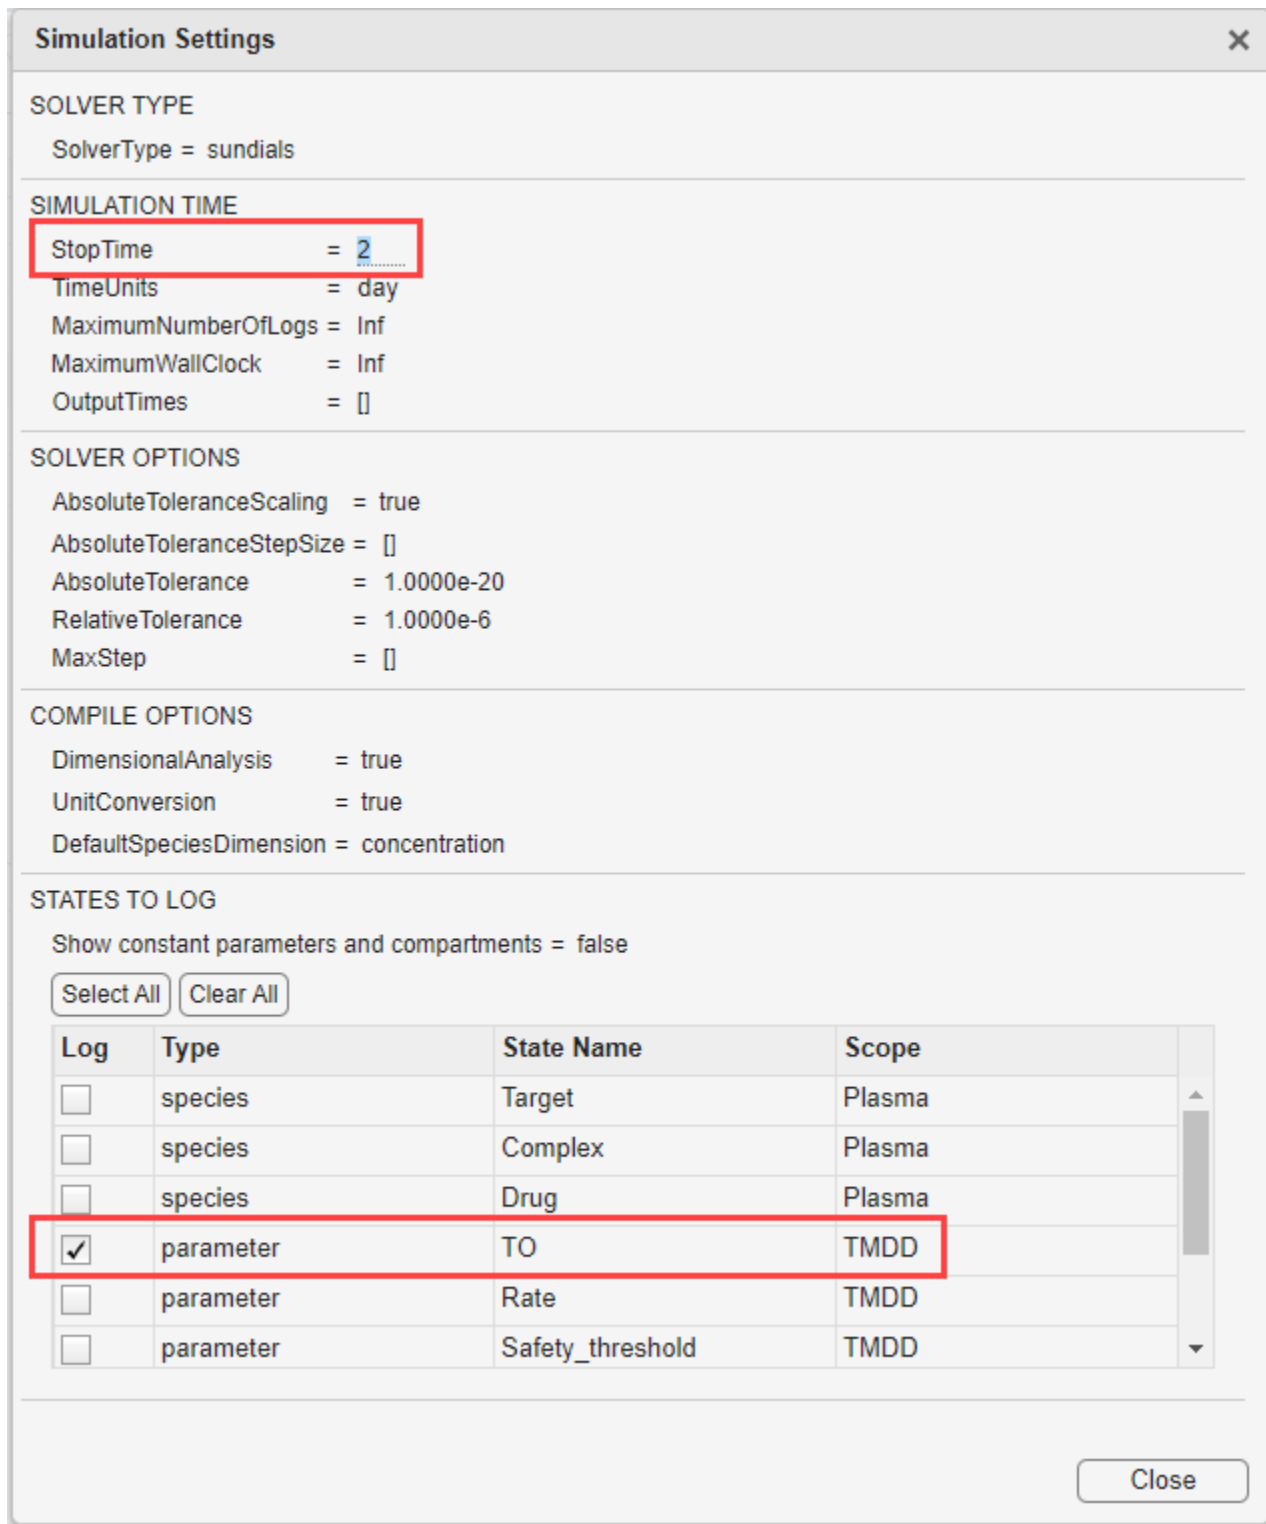 Simulation Settings ×
SOLVER TYPE
SolverType = sundials
SIMULATION TIME
StopTime = 2
TimeUnits = day
MaximumNumberOfLogs = Inf
MaximumWallClock = Inf
OutputTimes = []
SOLVER OPTIONS
AbsoluteToleranceScaling = true
AbsoluteToleranceStepSize = []
AbsoluteTolerance = 1.0000e-20
RelativeTolerance = 1.0000e-6
MaxStep = []
COMPILE OPTIONS
DimensionalAnalysis = true
UnitConversion = true
DefaultSpeciesDimension = concentration
STATES TO LOG
Show constant parameters and compartments = false
Select All Clear All
Log Type State Name Scope
species Target Plasma
species Complex Plasma
species Drug Plasma
parameter TO TMDD
parameter Rate TMDD
parameter Safety_threshold TMDD
Close